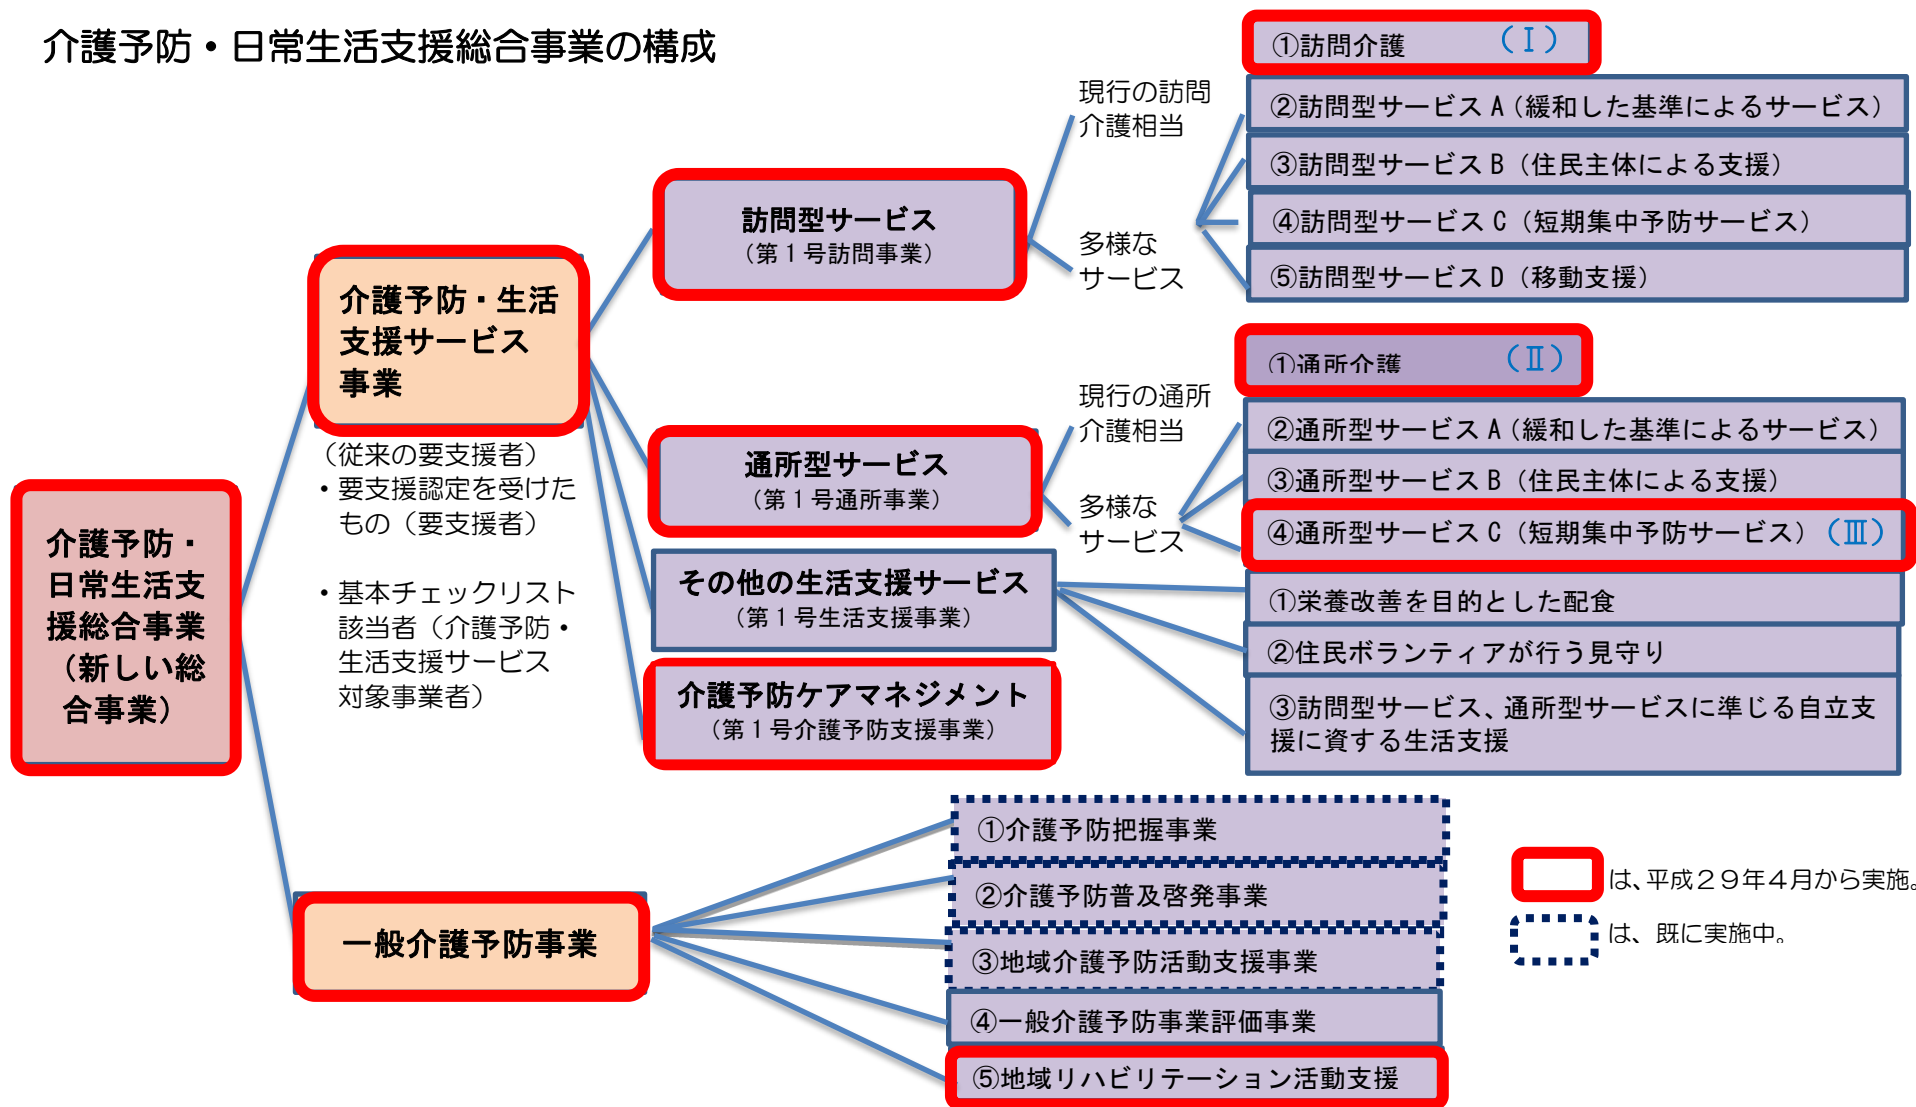 介護予防・日常生活支援総合事業の構成
介護予防・
日常生活支
援総合事業
（新しい総
合事業）
介護予防・生活
支援サービス
事業
（従来の要支援者）
・要支援認定を受けた
もの（要支援者）
・基本チェックリスト
該当者（介護予防・
生活支援サービス
対象事業者）
訪問型サービス
（第１号訪問事業）
現行の訪問
介護相当
多様な
サービス
①訪問介護 （Ⅰ）
②訪問型サービスA（緩和した基準によるサービス）
③訪問型サービスB（住民主体による支援）
④訪問型サービスC（短期集中予防サービス）
⑤訪問型サービスD（移動支援）
通所型サービス
（第１号通所事業）
現行の通所
介護相当
多様な
サービス
①通所介護 （Ⅱ）
②通所型サービスA（緩和した基準によるサービス）
③通所型サービスB（住民主体による支援）
④通所型サービスC（短期集中予防サービス）（Ⅲ）
その他の生活支援サービス
（第１号生活支援事業）
①栄養改善を目的とした配食
②住民ボランティアが行う見守り
③訪問型サービス、通所型サービスに準じる自立支
援に資する生活支援
介護予防ケアマネジメント
（第１号介護予防支援事業）
一般介護予防事業
①介護予防把握事業
②介護予防普及啓発事業
③地域介護予防活動支援事業
④一般介護予防事業評価事業
⑤地域リハビリテーション活動支援
は、平成２９年４月から実施。
は、既に実施中。